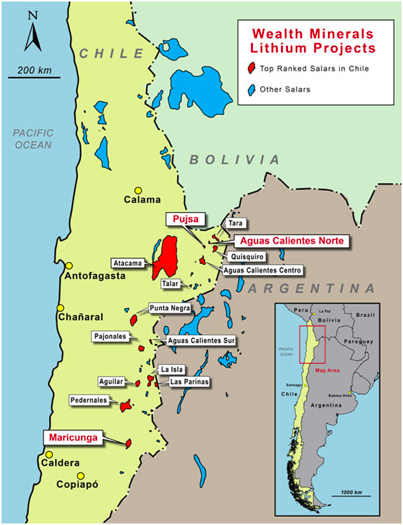 N
200 km
CHILE
Wealth Minerals
Lithium Projects
Top Ranked Salars in Chile
Other Salars
PACIFIC
OCEAN
BOLIVIA
Calama
Pujsa
Tara
Aguas Calientes Norte
Quisquiro
Atacama
Aguas Calientes Centro
Antofagasta
Talar
ARGENTINA
Chañaral
Punta Negra
Pajonales
Aguas Calientes Sur
La Isla
Aguilar
Las Parinas
Pedernales
Maricunga
Caldera
Copiapó
Peru
La Paz
Bolivia
Brazil
PACIFIC
OCEAN
Paraguay
Map Area
Santiago
Chile
Buenos Aires
Argentina
1000 km